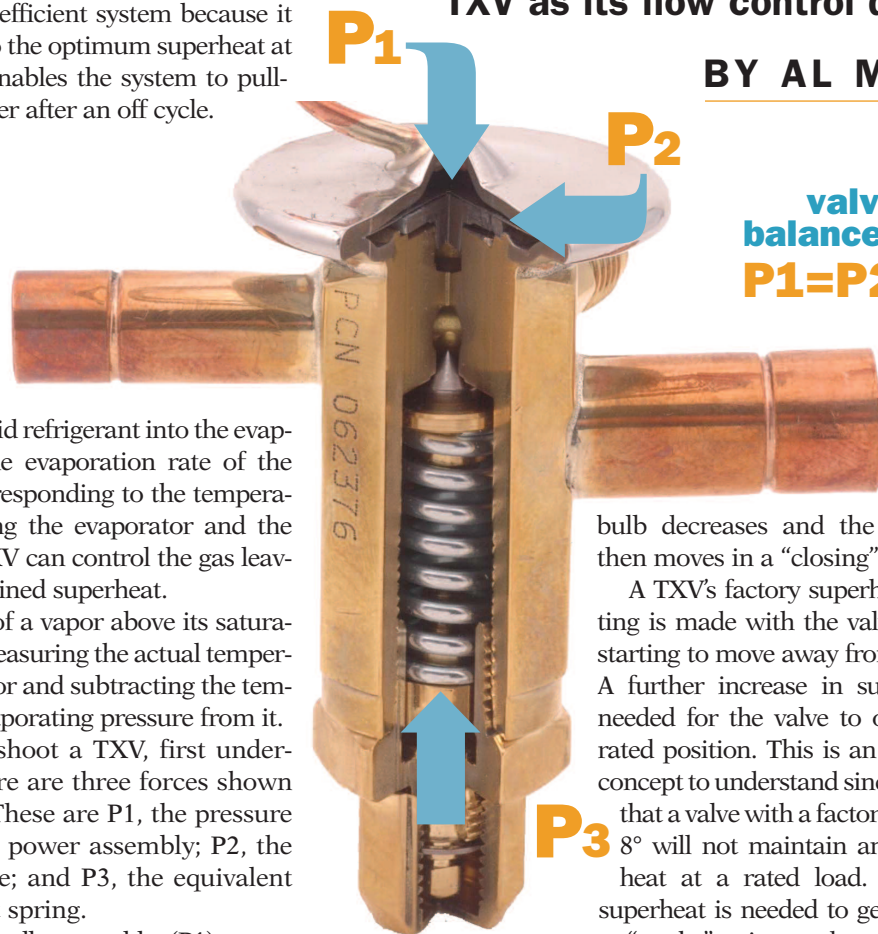 efficient system because it
the optimum superheat at
nables the system to pull-
er after an off cycle.
TXV as its flow control
BY AL
P1
P2
balance
P1=P2
PCN 062376
id refrigerant into the evap-
e evaporation rate of the
responding to the tempera-
ng the evaporator and the
XV can control the gas leav-
ined superheat.
of a vapor above its satura-
easuring the actual temper-
or and subtracting the tem-
aporating pressure from it.
shoot a TXV, first under-
re are three forces shown
These are P1, the pressure
power assembly; P2, the
e; and P3, the equivalent
spring.
(P1)
bulb decreases and the
then moves in a “closing”
A TXV’s factory superh
ting is made with the val
starting to move away from
A further increase in su
needed for the valve to o
rated position. This is an
concept to understand since
that a valve with a factor
8° will not maintain an
heat at a rated load.
superheat is needed to ge
P3